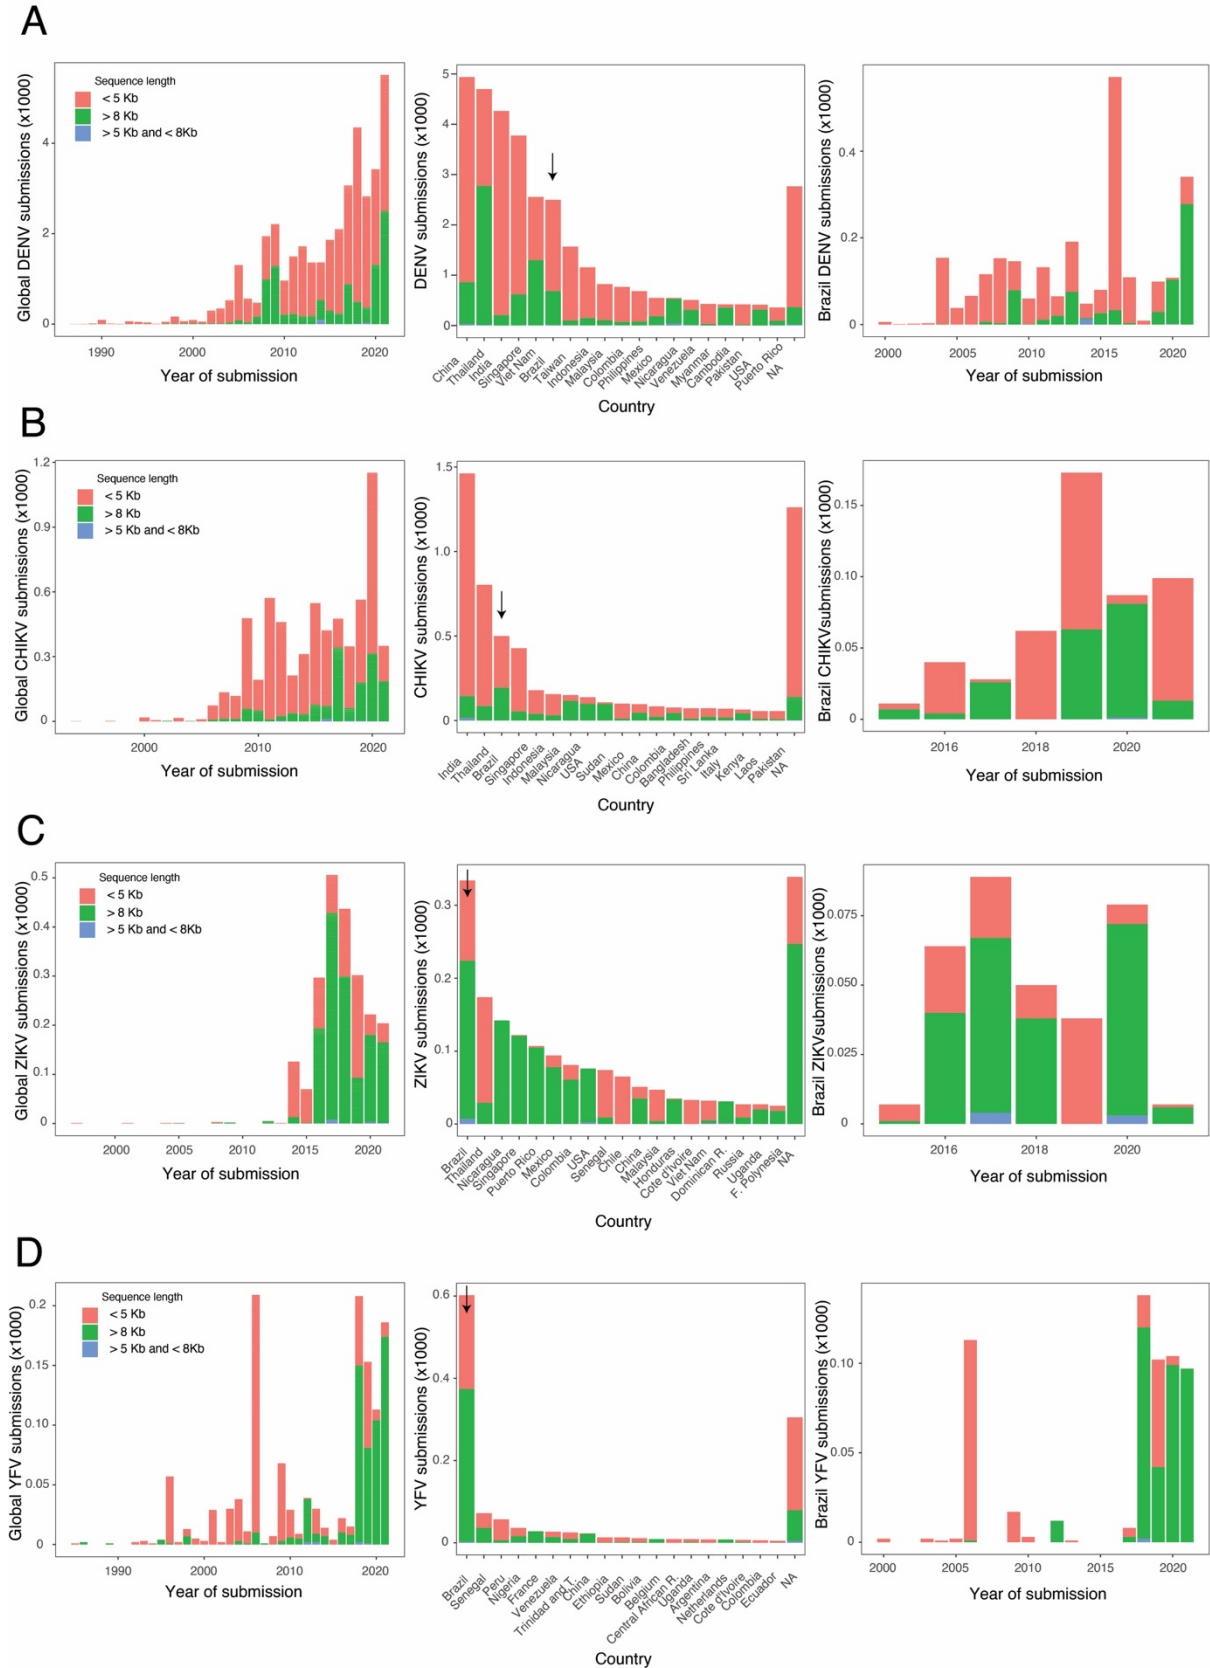 A
Global DENV submissions (x1000)
Sequence length
< 5 Kb
> 8 Kb
> 5 Kb and < 8Kb
4
2
0
1990
2000
2010
2020
Year of submission
DENV submissions (x1000)
5
4
3
2
1
0
China
Thailand
India
Singapore
Viet Nam
Brazil
Taiwan
Indonesia
Malaysia
Colombia
Philippines
Mexico
Nicaragua
Venezuela
Myanmar
Cambodia
Pakistan
USA
Puerto Rico
NA
Country
Brazil DENV submissions (x1000)
0.4
0.2
0
2000
2005
2010
2015
2020
Year of submission
B
Global CHIKV submissions (x1000)
Sequence length
< 5 Kb
> 8 Kb
> 5 Kb and < 8Kb
1.2
0.9
0.6
0.3
0
2000
2010
2020
Year of submission
CHIKV submissions (x1000)
1.5
1.0
0.5
0
India
Thailand
Brazil
Singapore
Indonesia
Malaysia
Nicaragua
USA
Sudan
Mexico
China
Colombia
Bangladesh
Philippines
Sri Lanka
Italy
Kenya
Laos
Pakistan
NA
Country
Brazil CHIKVsubmissions (x1000)
0.15
0.10
0.05
0
2016
2018
2020
Year of submission
C
Global ZIKV submissions (x1000)
Sequence length
< 5 Kb
> 8 Kb
> 5 Kb and < 8Kb
0.5
0.4
0.3
0.2
0.1
0
2000
2005
2010
2015
2020
Year of submission
ZIKV submissions (x1000)
0.3
0.2
0.1
0
Brazil
Thailand
Nicaragua
Singapore
Puerto Rico
Mexico
Colombia
USA
Senegal
Chile
China
Malaysia
Honduras
Cote d'Ivoire
Viet Nam
Dominican R.
Russia
Uganda
F. Polynesia
NA
Country
Brazil ZIKVsubmissions (x1000)
0.075
0.050
0.025
0
2016
2018
2020
Year of submission
D
Global YFV submissions (x1000)
Sequence length
< 5 Kb
> 8 Kb
> 5 Kb and < 8Kb
0.2
0.15
0.10
0.05
0
1990
2000
2010
2020
Year of submission
YFV submissions (x1000)
0.6
0.4
0.2
0
Brazil
Senegal
Peru
Nigeria
France
Venezuela
Trinidad and T.
China
Ethiopia
Sudan
Bolivia
Belgium
Central African R.
Uganda
Argentina
Netherlands
Cote d'Ivoire
Colombia
Ecuador
NA
Country
Brazil YFV submissions (x1000)
0.10
0.05
0
2000
2005
2010
2015
2020
Year of submission